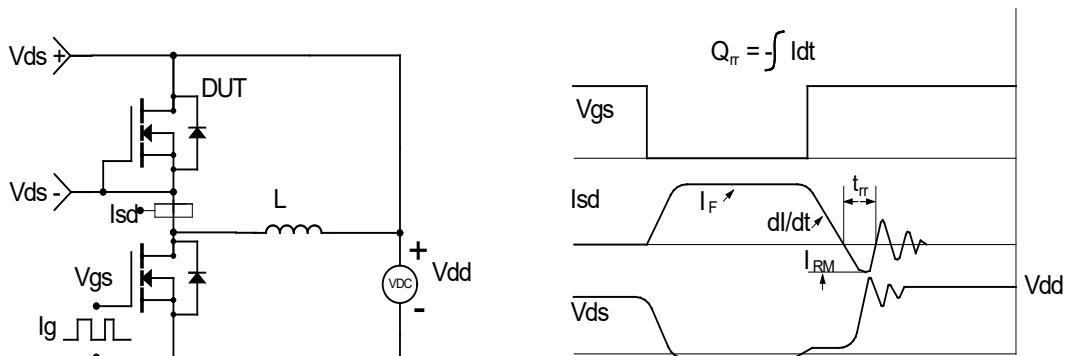 Vds +
DUT
Vds -
Isd
L
+
Vgs
VDC
Vdd
-
Ig
Qrr = -∫ Idt
Vgs
Isd
IF
dI/dt
trr
IRM
Vdd
Vds